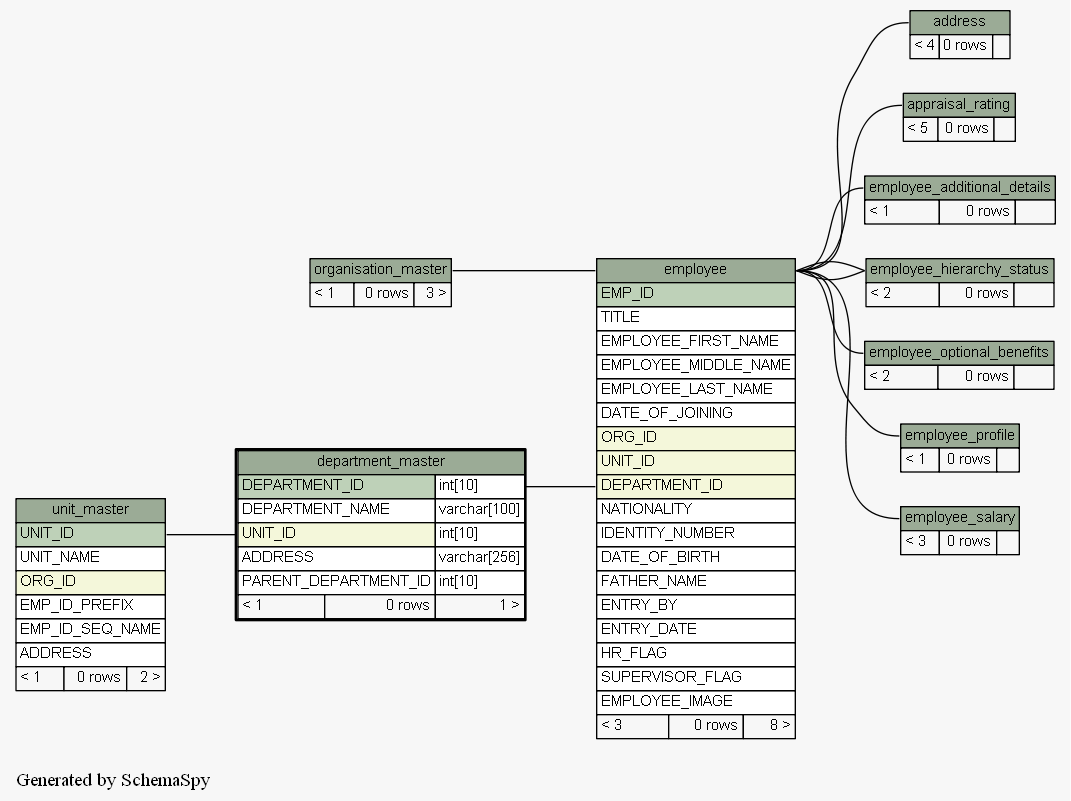 address
< 4 0 rows
appraisal_rating
< 5 0 rows
employee_additional_details
< 1 0 rows
organisation_master
< 1 0 rows 3 >
employee
EMP_ID
TITLE
EMPLOYEE_FIRST_NAME
EMPLOYEE_MIDDLE_NAME
EMPLOYEE_LAST_NAME
DATE_OF_JOINING
ORG_ID
UNIT_ID
DEPARTMENT_ID
NATIONALITY
IDENTITY_NUMBER
DATE_OF_BIRTH
FATHER_NAME
ENTRY_BY
ENTRY_DATE
HR_FLAG
SUPERVISOR_FLAG
EMPLOYEE_IMAGE
< 3 0 rows 8 >
employee_hierarchy_status
< 2 0 rows
employee_optional_benefits
< 2 0 rows
employee_profile
< 1 0 rows
employee_salary
< 3 0 rows
department_master
DEPARTMENT_ID int[10]
DEPARTMENT_NAME varchar[100]
UNIT_ID int[10]
ADDRESS varchar[256]
PARENT_DEPARTMENT_ID int[10]
< 1 0 rows 1 >
unit_master
UNIT_ID
UNIT_NAME
ORG_ID
EMP_ID_PREFIX
EMP_ID_SEQ_NAME
ADDRESS
< 1 0 rows 2 >
Generated by SchemaSpy